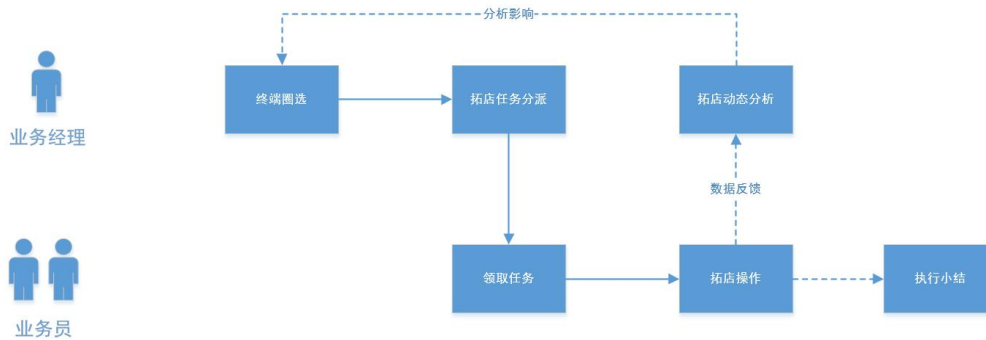 分析影响
终端圈选
拓店任务分派
拓店动态分析
业务经理
数据反馈
领取任务
拓店操作
执行小结
业务员